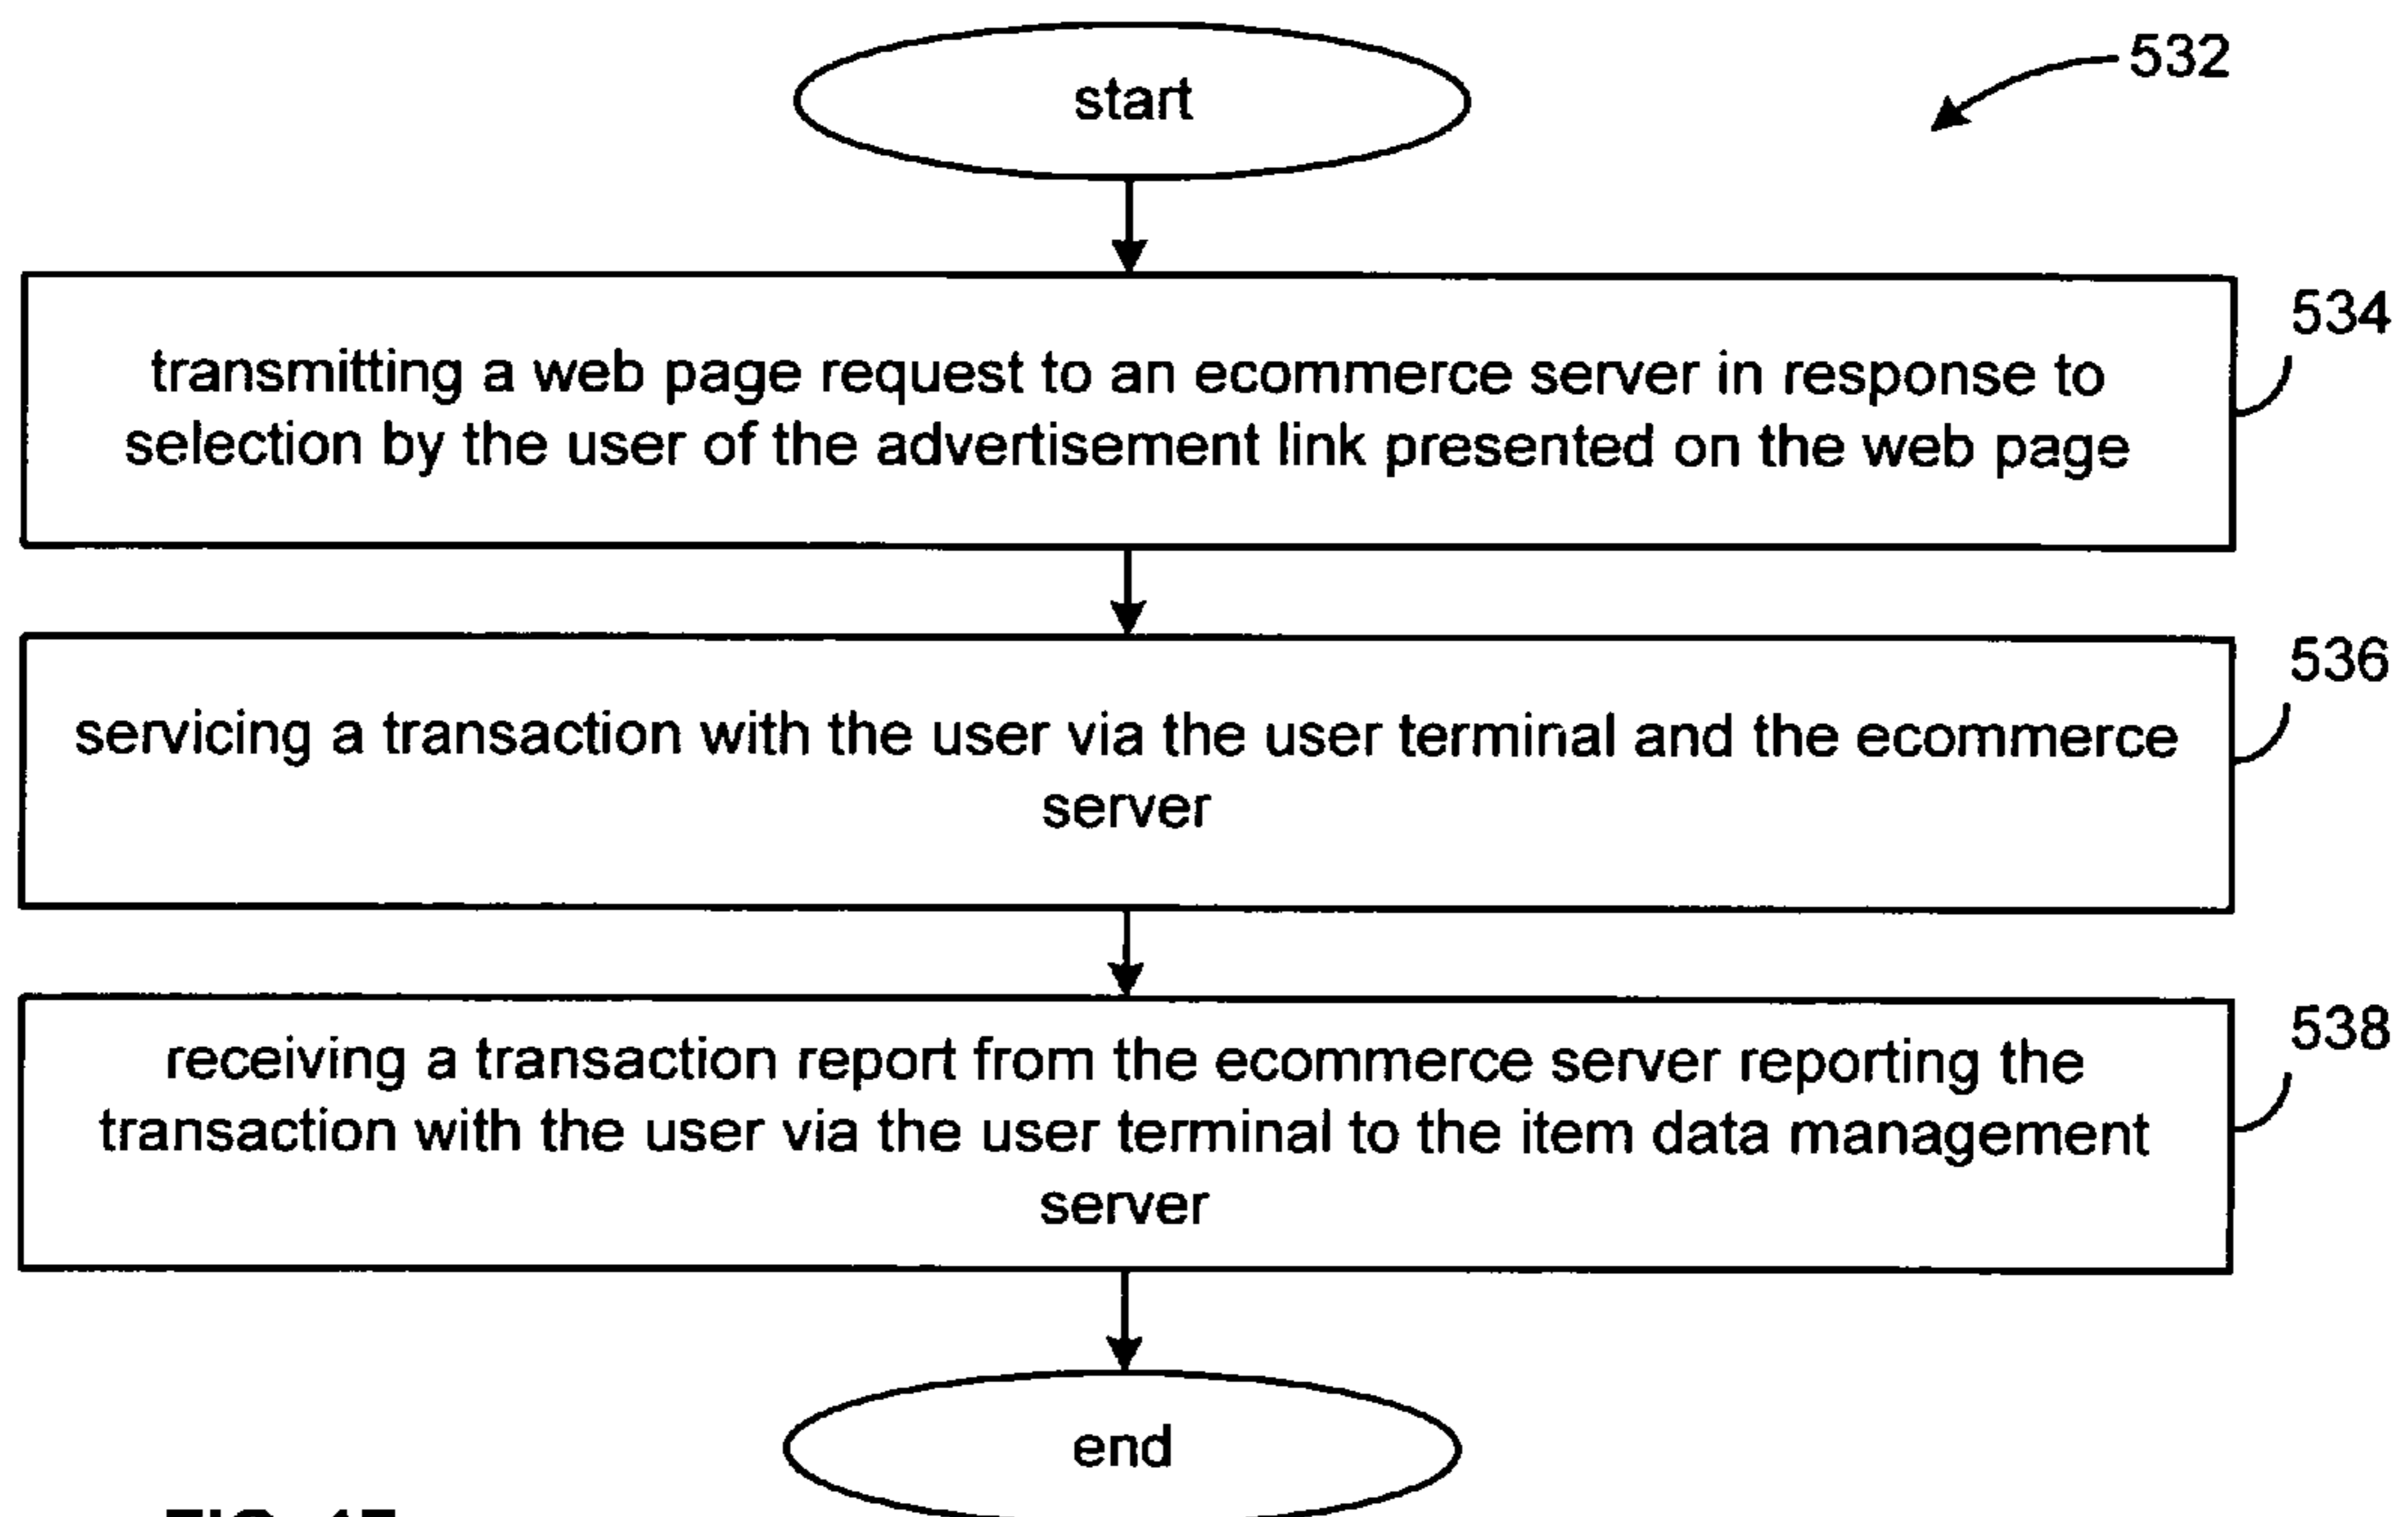 start
532
534
transmitting a web page request to an ecommerce server in response to
selection by the user of the advertisement link presented on the web page
536
servicing a transaction with the user via the user terminal and the ecommerce
server
538
receiving a transaction report from the ecommerce server reporting the
transaction with the user via the user terminal to the item data management
server
end